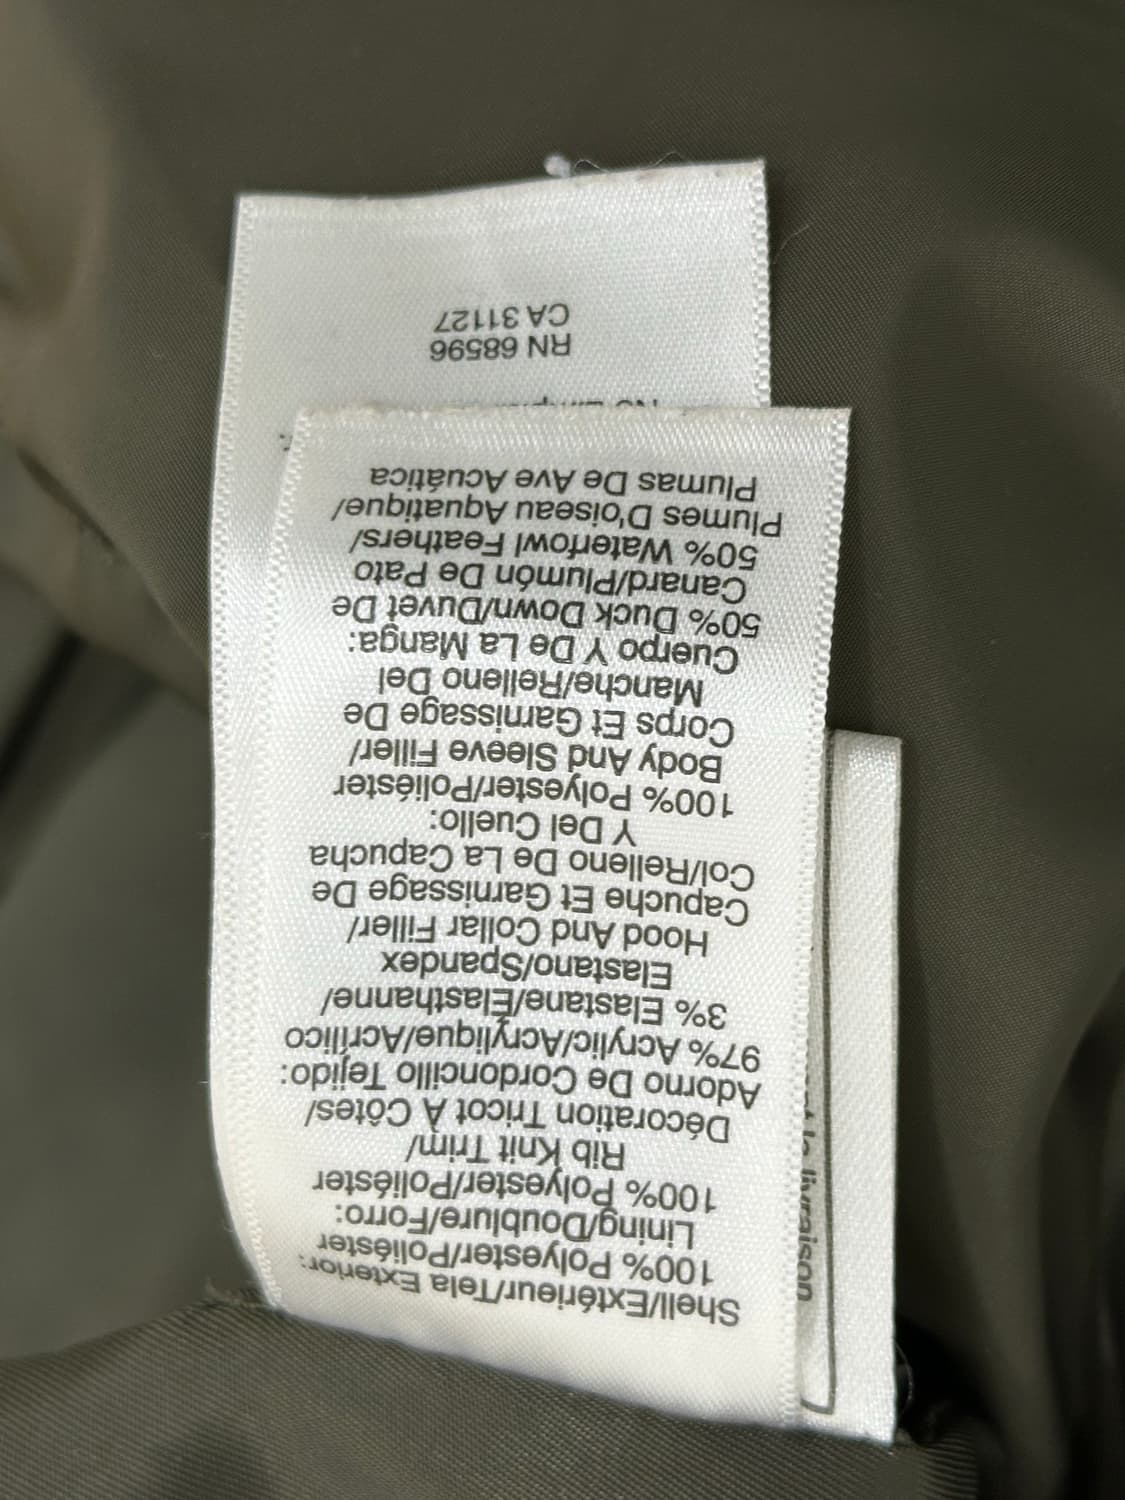 Shell/Extérieur/Tela Exterior:
100% Polyester/Poliéster
Lining/Doublure/Forro:
100% Polyester/Poliéster
Rib Knit Trim/
Décoration Tricot À Côtes/
Adorno De Cordoncillo Tejido:
97% Acrylic/Acrylique/Acrílico
3% Elastane/Élasthanne/
Elastano/Spandex
Hood And Collar Filler/
Capuche Et Garnissage De
Col/Relleno De La Capucha
Y Del Cuello:
100% Polyester/Poliéster
Body And Sleeve Filler/
Corps Et Garnissage De
Manche/Relleno Del
Cuerpo Y De La Manga:
50% Duck Down/Duvet De
Canard/Plumón De Pato
50% Waterfowl Feathers/
Plumes D'oiseau Aquatique/
Plumas De Ave Acuática
RN 68596
CA 31127
la livraison